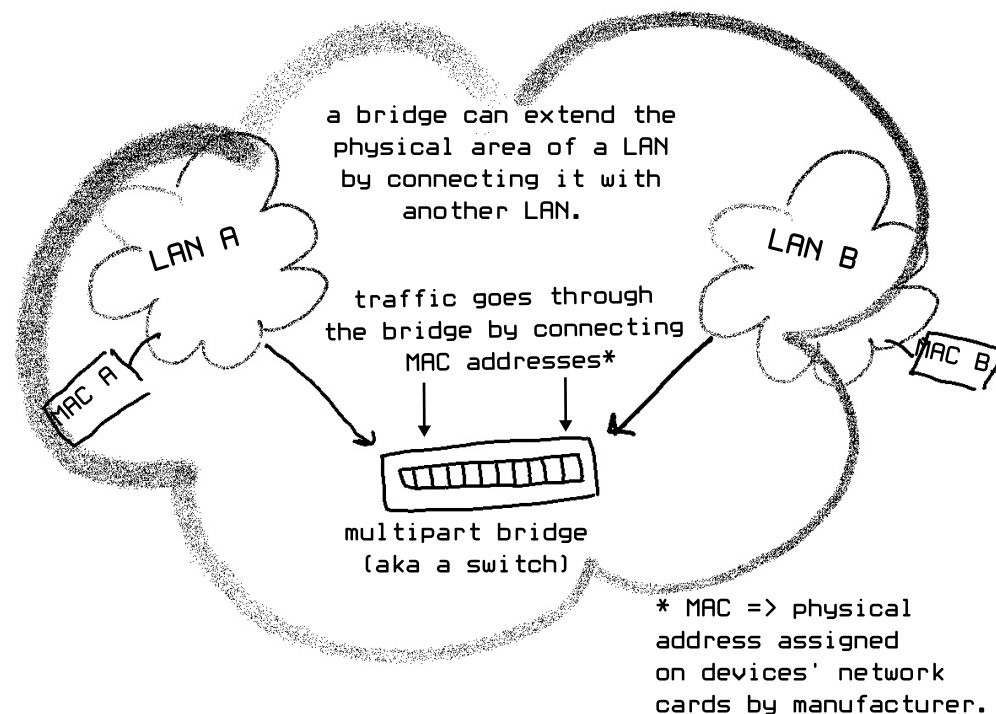 a bridge can extend the
physical area of a LAN
by connecting it with
another LAN.
LAN A
LAN B
traffic goes through
the bridge by connecting
MAC addresses*
MAC A
MAC B
multipart bridge
(aka a switch)
* MAC => physical
address assigned
on devices' network
cards by manufacturer.